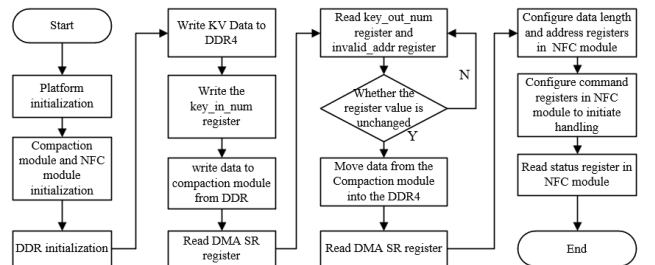 Start
Platform
initialization
Compaction
module and NFC
module
initialization
DDR initialization
Write KV Data to
DDR4
Write the
key_in_num
register
write data to
compaction module
from DDR
Read DMA SR
register
Read key_out_num
register and
invalid_addr register
N
Whether the
register value is
unchanged
Y
Move data from the
Compaction module
into the DDR4
Read DMA SR register
Configure data length
and address registers
in NFC module
Configure command
registers in NFC
module to initiate
handling
Read status register in
NFC module
End